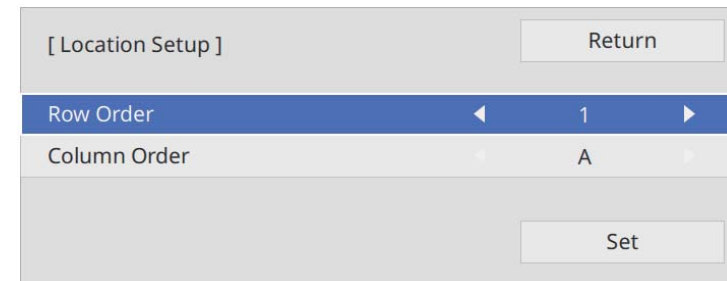 [ Location Setup ] Return
Row Order 1
Column Order A
Set